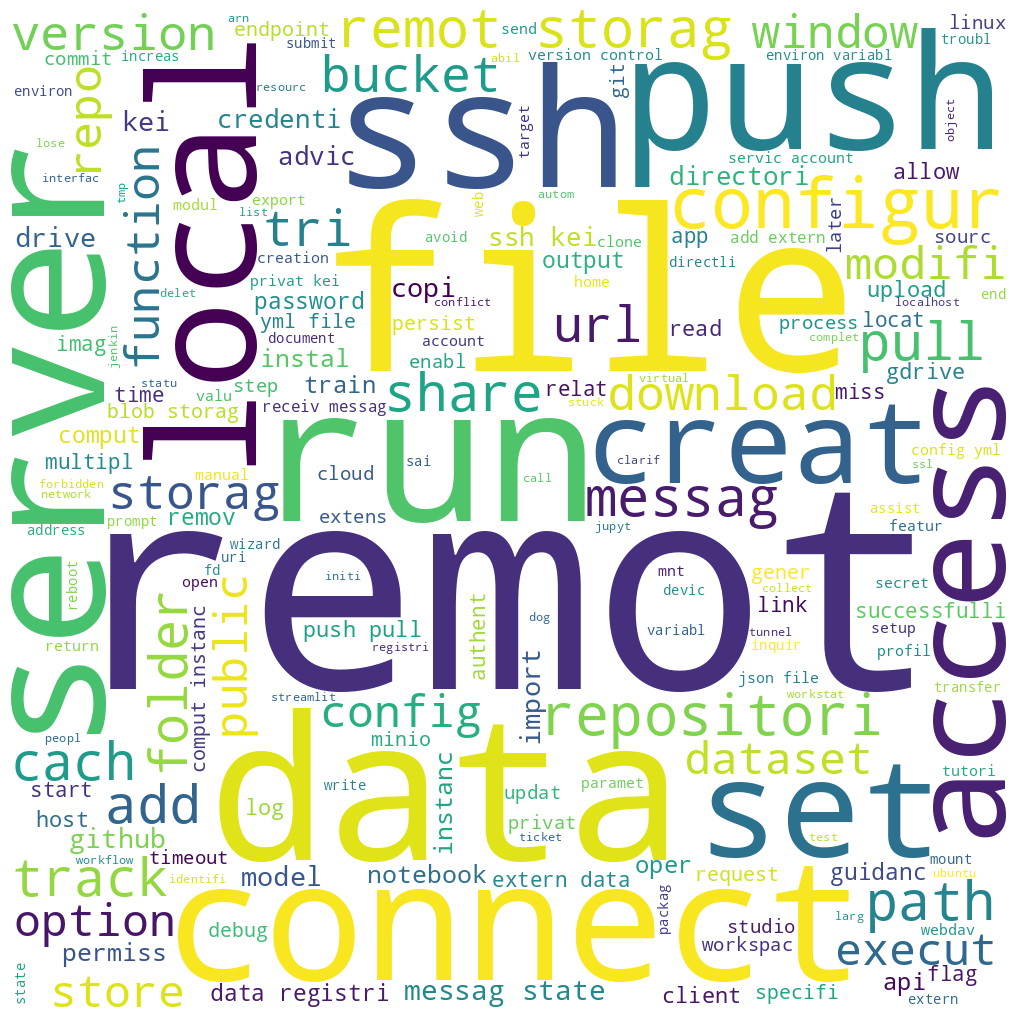 version
commit
increas
arn
endpoint
submit
remot
send
storag
window
linux
troubl
abil
version control
environ variabl
environ
repo
local
resourc
bucket
ssh
git
push
kei
credenti
target
object
lose
function
advic
servic account
directori
allow
interfac
tmp
modul
export
list
autom
web
configur
later
server
drive
tri
file
avoid
ssh kei
clone
app
add extern
sourc
creation
output
directli
modifi
delet
privat kei
copi
home
upload
end
password
conflict
localhost
yml file
persist
account
url
read
process
locat
imag
jenkin
document
enabl
complet
pull
instal
gdrive
time
statu
step
train
share
relat
virtual
download
miss
valu
blob storag
receiv messag
stuck
access
comput
run
creat
config yml
multipl
manual
cloud
sai
clarif
ssl
forbidden
network
storag
call
messag
assist
address
prompt
remov
extens
jupyt
featur
wizard
uri
fd
open
initi
remot
mnt
devic
gener
collect
secret
reboot
link
successfulli
folder
public
push pull
dog
authent
variabl
tunnel
setup
return
registri
inquir
profil
comput instanc
import
json file
transfer
streamlit
workstat
peopl
config
repositori
minio
cach
data
dataset
tutori
start
add
write
instanc
updat
paramet
set
host
log
privat
github
ticket
test
workflow
timeout
oper
mount
track
identifi
model
notebook
extern data
request
guidanc
ubuntu
option
connect
packag
path
debug
studio
larg
webdav
permiss
workspac
execut
state
store
data registri
messag state
client
specifi
api
flag
extern